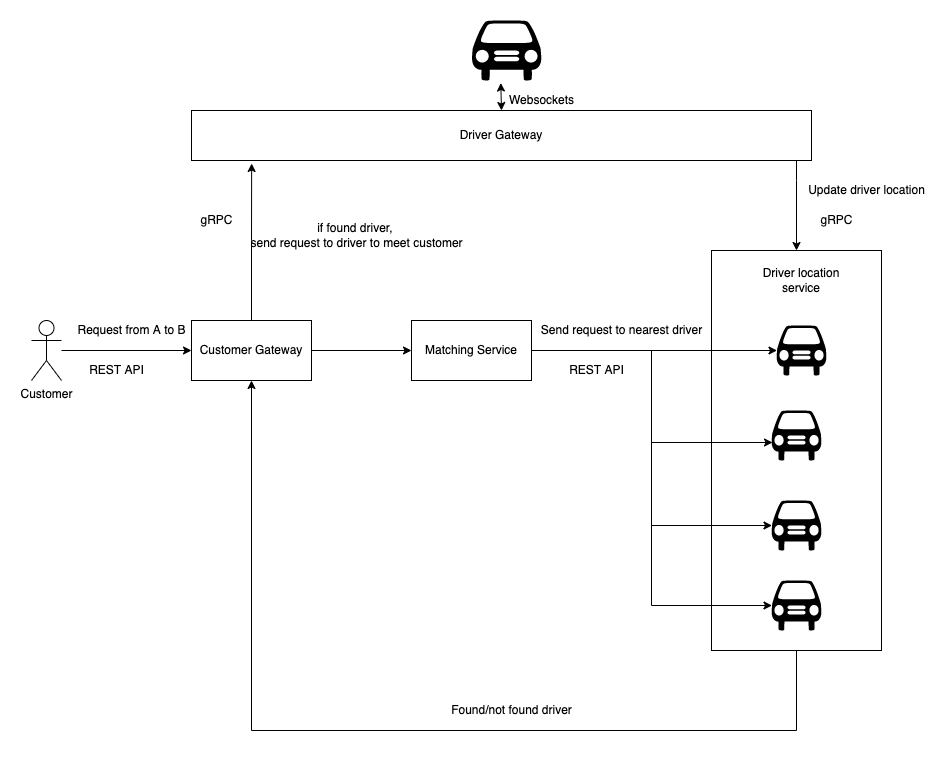 Websockets
Driver Gateway
Update driver location
gRPC
gRPC
if found driver,
send request to driver to meet customer
Driver location
service
Request from A to B
Customer Gateway
Matching Service
Send request to nearest driver
REST API
REST API
Customer
Found/not found driver